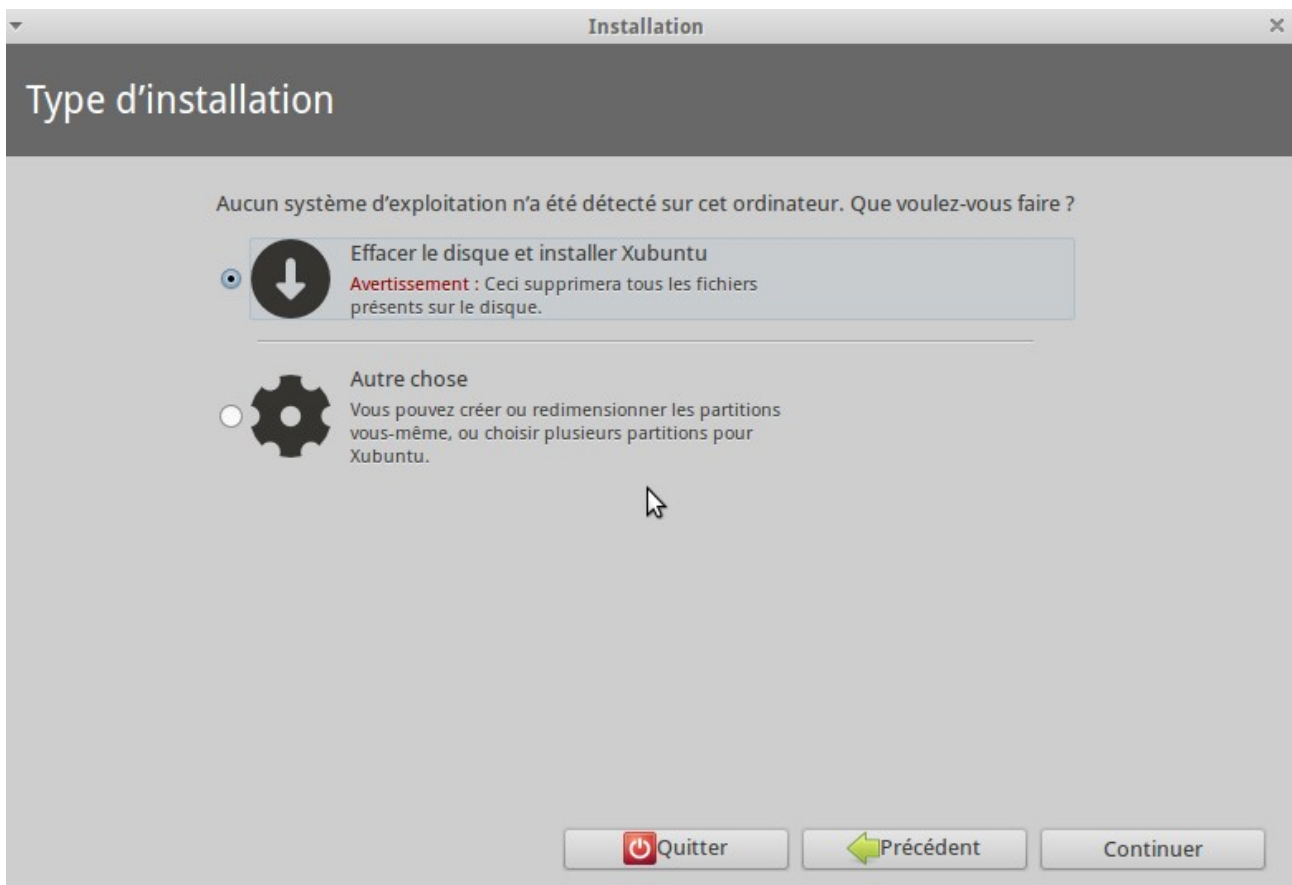 Installation
Type d’installation
Aucun système d’exploitation n’a été détecté sur cet ordinateur. Que voulez-vous faire ?
Effacer le disque et installer Xubuntu
Avertissement : Ceci supprimera tous les fichiers
présents sur le disque.
Autre chose
Vous pouvez créer ou redimensionner les partitions
vous-même, ou choisir plusieurs partitions pour
Xubuntu.
Quitter
Précédent
Continuer